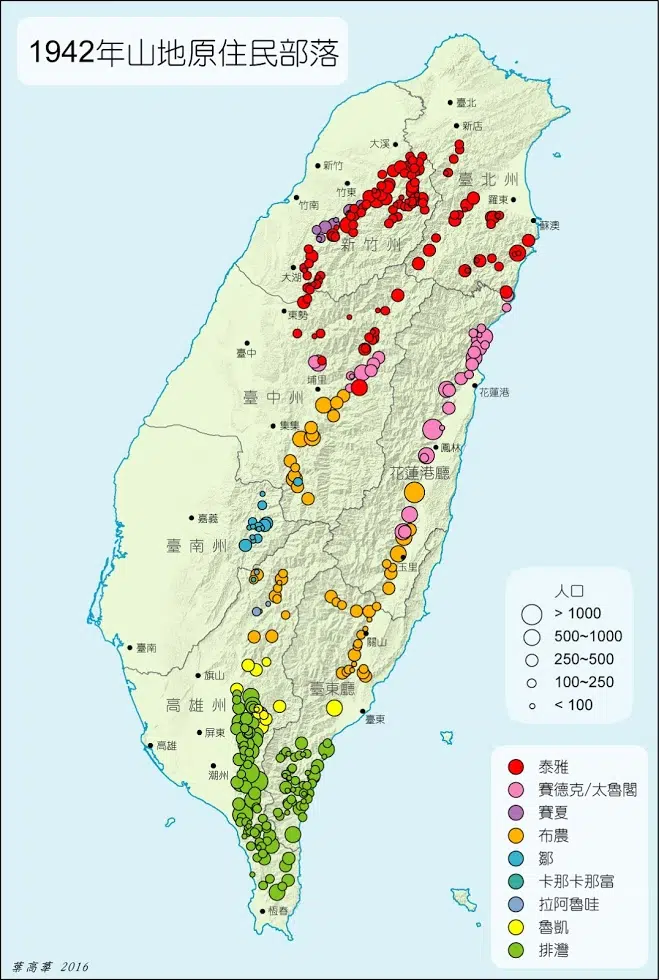 1942年山地原住民部落
臺北
新店
大溪
新竹
竹東
竹南
臺北州
羅東
蘇澳
新竹州
大湖
東勢
臺中
埔里
花蓮港
臺中州
集集
鳳林
花蓮港廳
嘉義
臺南州
玉里
臺南
關山
旗山
臺東廳
高雄州
臺東
屏東
高雄
潮州
恆春
人口
> 1000
500~1000
250~500
100~250
< 100
泰雅
賽德克/太魯閣
賽夏
布農
鄒
卡那卡那富
拉阿魯哇
魯凱
排灣
葉高華 2016